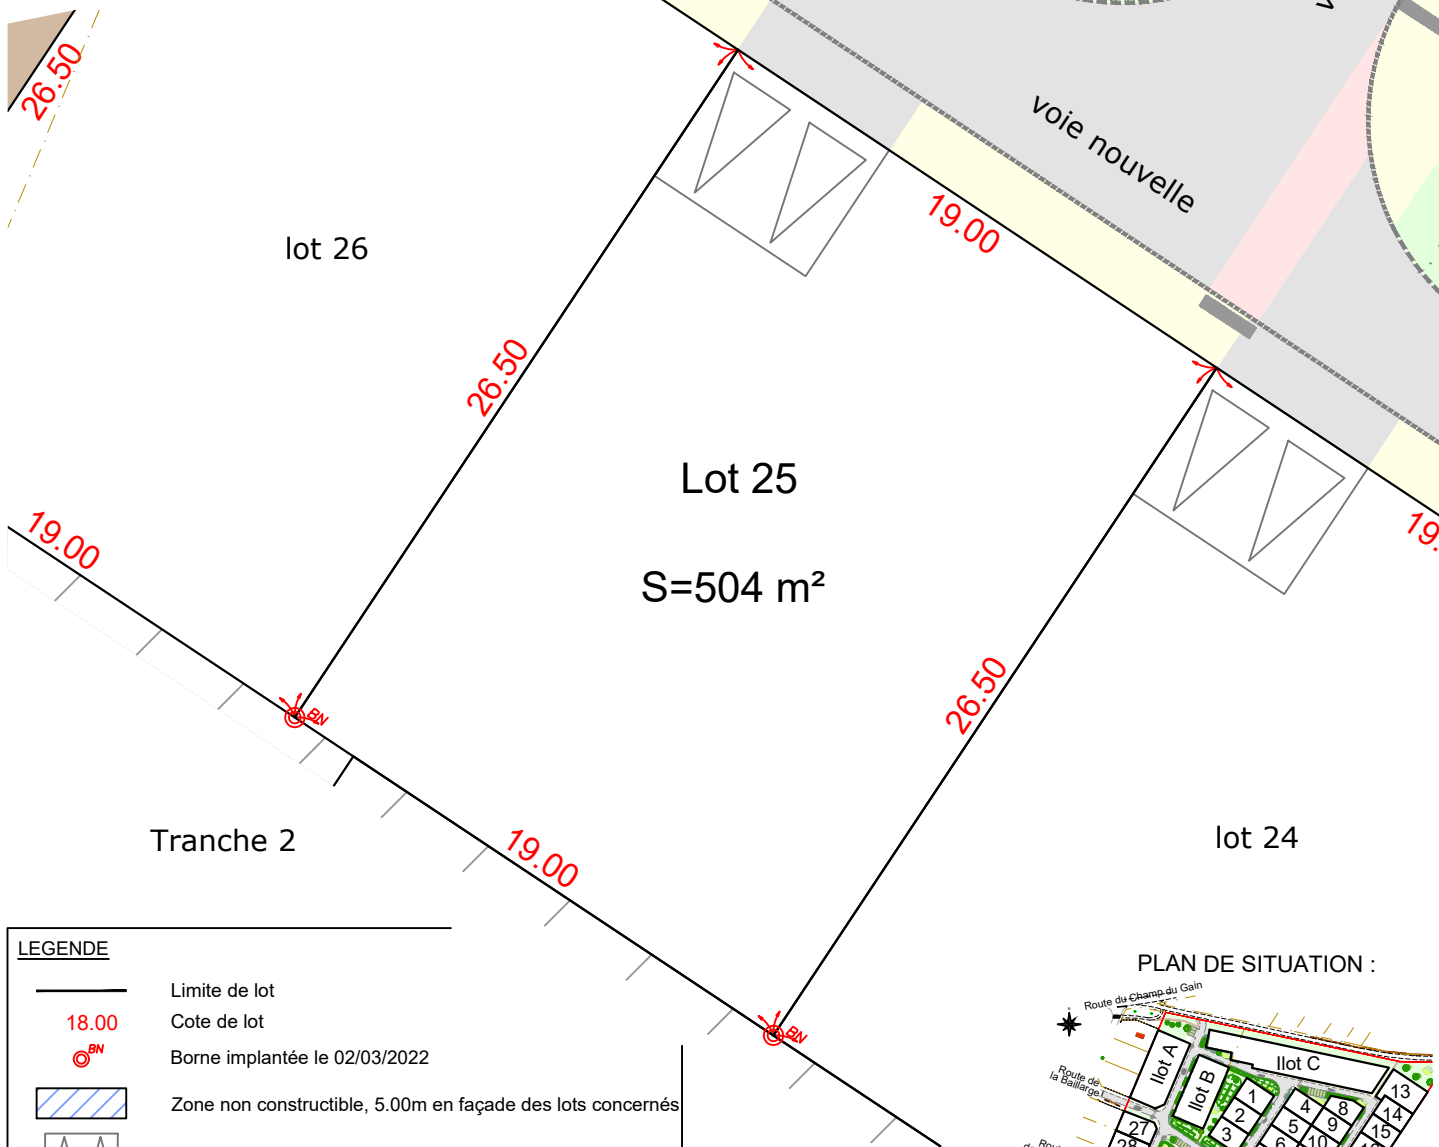 26.50
voie nouvelle
19.00
lot 26
26.50
Lot 25
19.00
19.
S=504 m²
26.50
BN
Tranche 2
19.00
lot 24
BN
LEGENDE
Limite de lot
18.00 Cote de lot
BN Borne implantée le 02/03/2022
Zone non constructible, 5.00m en façade des lots concernés
PLAN DE SITUATION :
Route du Champ du Gain
Route de
la Baillarge
Ilot A
Ilot B
Ilot C
1
2
3
4
5
6
8
9
10
13
14
15
27
28